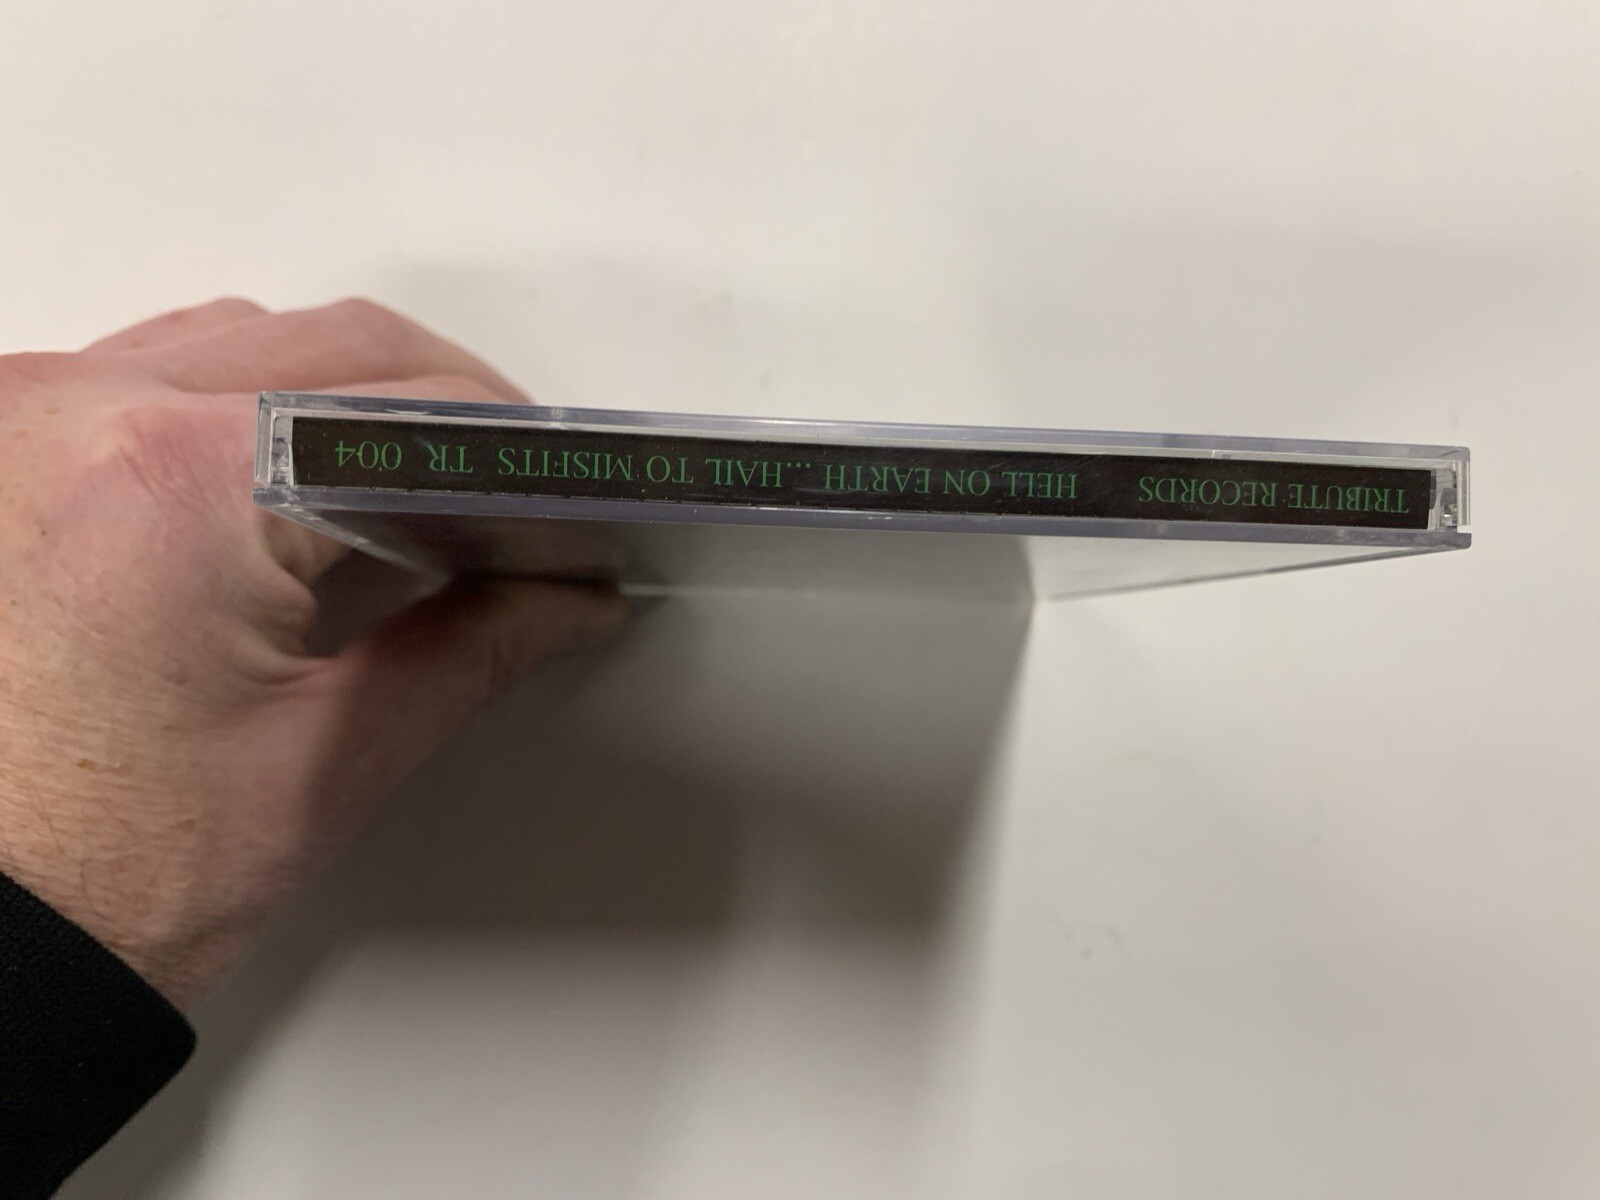 TRIBUTE RECORDS HELL ON EARTH ...HAIL TO MISFITS TR 004